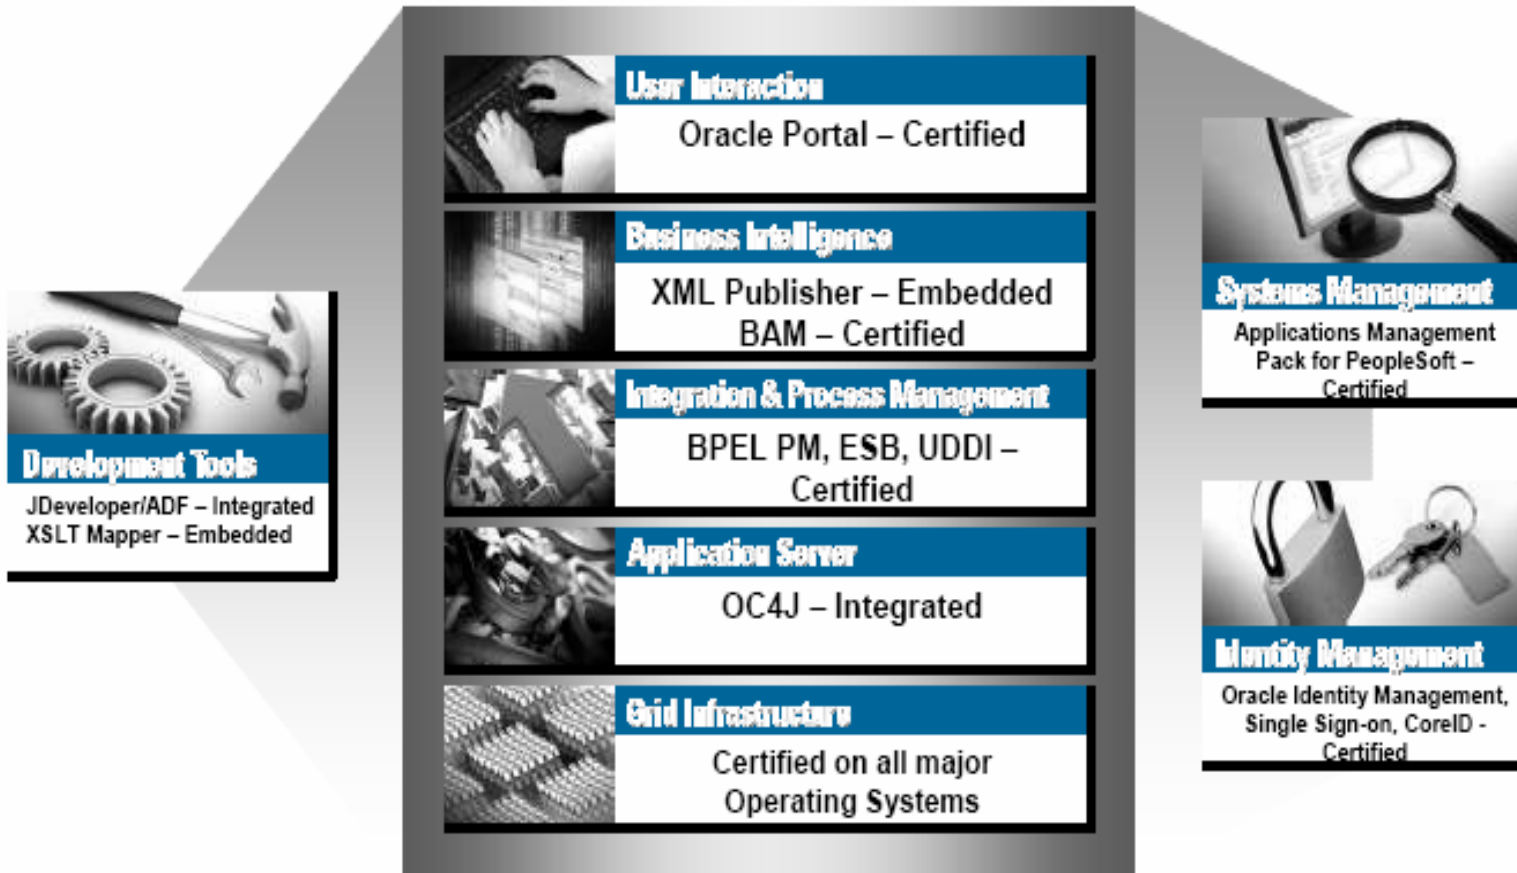 User Interaction
Oracle Portal – Certified
Business Intelligence
XML Publisher – Embedded
BAM – Certified
Integration & Process Management
BPEL PM, ESB, UDDI –
Certified
Application Server
OC4J – Integrated
Grid Infrastructure
Certified on all major
Operating Systems
Development Tools
JDeveloper/ADF – Integrated
XSLT Mapper – Embedded
Systems Management
Applications Management
Pack for PeopleSoft –
Certified
Identity Management
Oracle Identity Management,
Single Sign-on, CoreID -
Certified